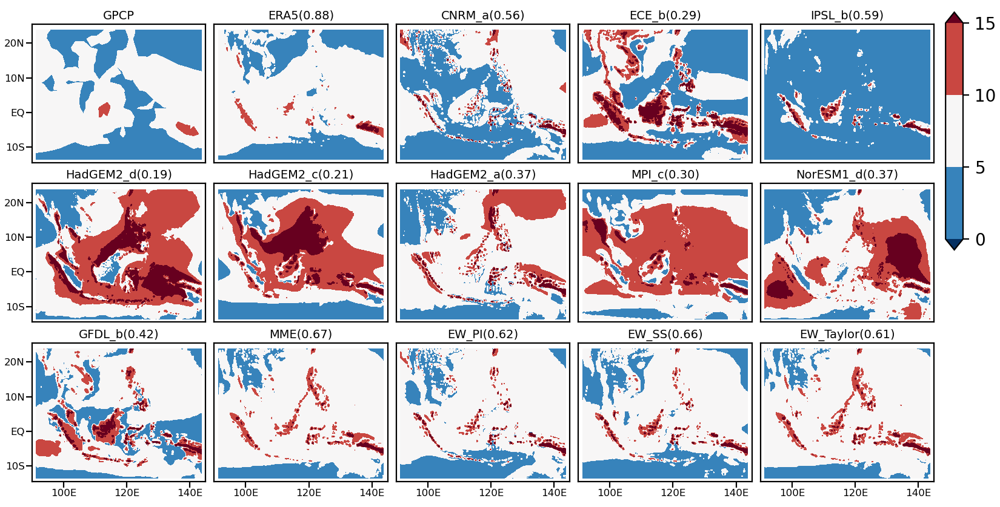 GPCP ERA5(0.88) CNRM_a(0.56) ECE_b(0.29) IPSL_b(0.59)
20N
10N
EQ
10S
15
10
5
0
HadGEM2_d(0.19) HadGEM2_c(0.21) HadGEM2_a(0.37) MPI_c(0.30) NorESM1_d(0.37)
20N
10N
EQ
10S
GFDL_b(0.42) MME(0.67) EW_PI(0.62) EW_SS(0.66) EW_Taylor(0.61)
20N
10N
EQ
10S
100E 120E 140E 100E 120E 140E 100E 120E 140E 100E 120E 140E 100E 120E 140E